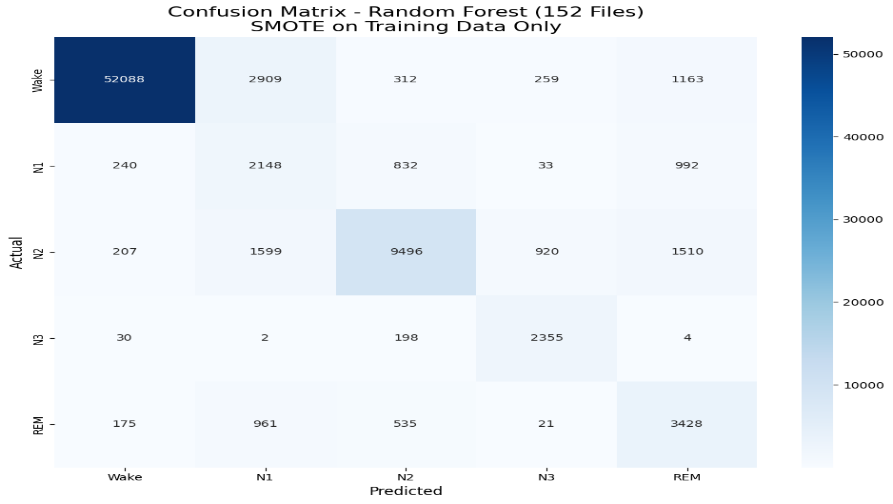 Confusion Matrix - Random Forest (152 Files)
SMOTE on Training Data Only
Actual
Wake 52088 2909 312 259 1163
N1 240 2148 832 33 992
N2 207 1599 9496 920 1510
N3 30 2 198 2355 4
REM 175 961 535 21 3428
Wake N1 N2 N3 REM
Predicted
50000
40000
30000
20000
10000